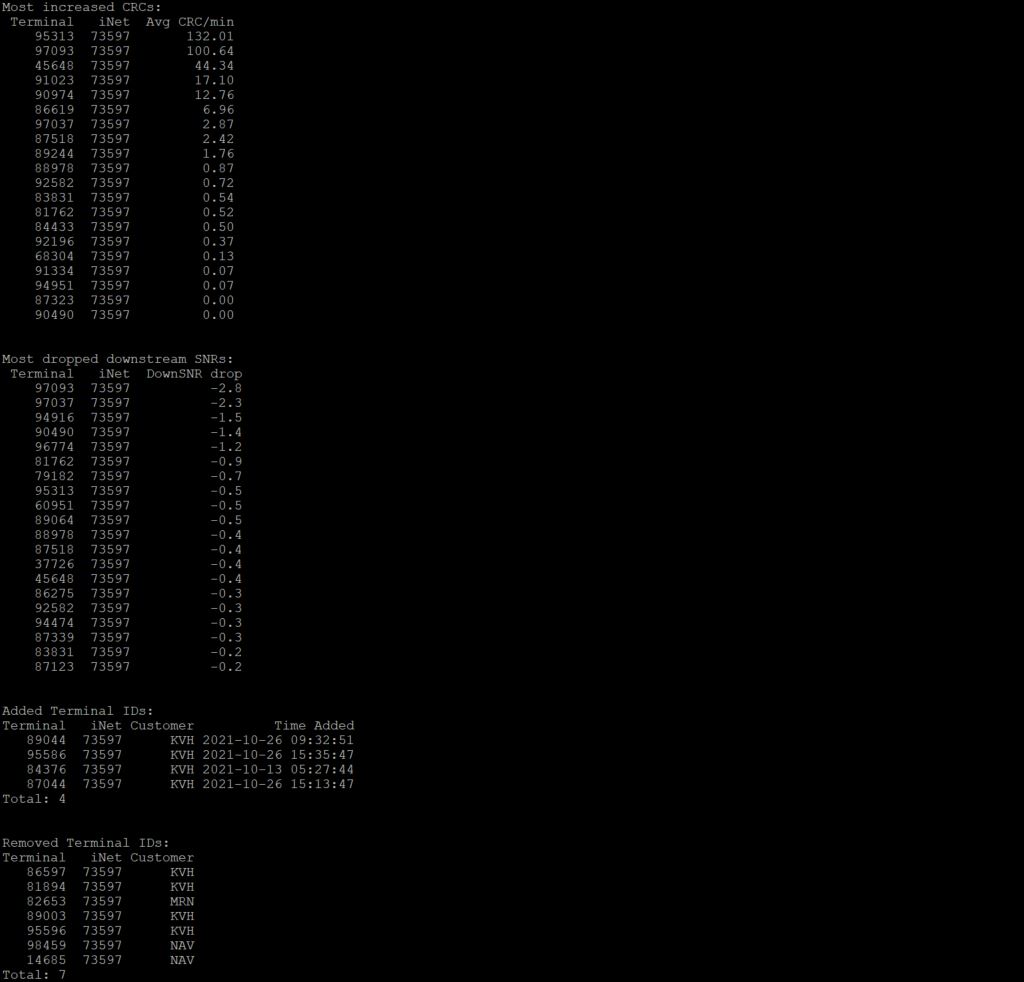 Most increased CRCs:
Terminal iNet Avg CRC/min
95313 73597 132.01
97093 73597 100.64
45648 73597 44.34
91023 73597 17.10
90974 73597 12.76
86619 73597 6.96
97037 73597 2.87
87518 73597 2.42
89244 73597 1.76
88978 73597 0.87
92582 73597 0.72
83831 73597 0.54
81762 73597 0.52
84433 73597 0.50
92196 73597 0.37
68304 73597 0.13
91334 73597 0.07
94951 73597 0.07
87323 73597 0.00
90490 73597 0.00
Most dropped downstream SNRs:
Terminal iNet DownSNR drop
97093 73597 -2.8
97037 73597 -2.3
94916 73597 -1.5
90490 73597 -1.4
96774 73597 -1.2
81762 73597 -0.9
79182 73597 -0.7
95313 73597 -0.5
60951 73597 -0.5
89064 73597 -0.5
88978 73597 -0.4
87518 73597 -0.4
37726 73597 -0.4
45648 73597 -0.4
86275 73597 -0.3
92582 73597 -0.3
94474 73597 -0.3
87339 73597 -0.3
83831 73597 -0.2
87123 73597 -0.2
Added Terminal IDs:
Terminal iNet Customer Time Added
89044 73597 KVH 2021-10-26 09:32:51
95586 73597 KVH 2021-10-26 15:35:47
84376 73597 KVH 2021-10-13 05:27:44
87044 73597 KVH 2021-10-26 15:13:47
Total: 4
Removed Terminal IDs:
Terminal iNet Customer
86597 73597 KVH
81894 73597 KVH
82653 73597 MRN
89003 73597 KVH
95596 73597 KVH
98459 73597 NAV
14685 73597 NAV
Total: 7